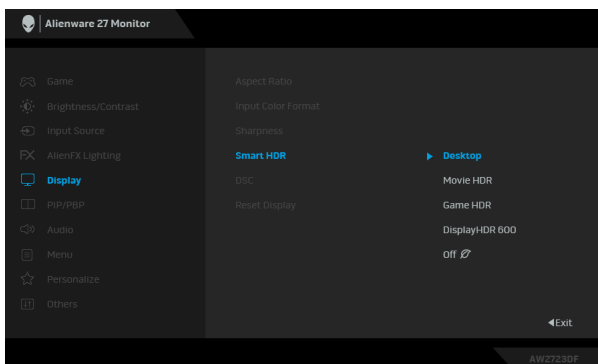 Alienware 27 Monitor
Game
Brightness/Contrast
Input Source
AlienFX Lighting
Display
PIP/PBP
Audio
Menu
Personalize
Others
Aspect Ratio
Input Color Format
Sharpness
Smart HDR
DSC
Reset Display
Desktop
Movie HDR
Game HDR
DisplayHDR 600
Off
Exit
AW2723DF